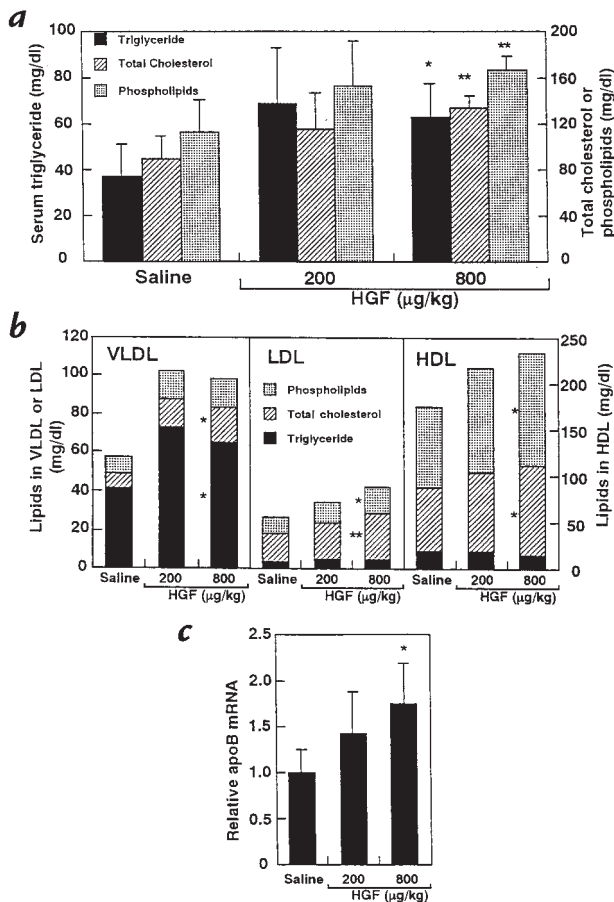 a
Serum triglyceride (mg/dl)
100
80
60
40
20
0
Triglyceride
Total Cholesterol
Phospholipids
*
**
**
200
160
120
80
40
0
Total cholesterol or
phospholipids (mg/dl)
Saline
200
800
HGF (μg/kg)
b
Lipids in VLDL or LDL
(mg/dl)
120
100
80
60
40
20
0
VLDL
*
*
LDL
Phospholipids
Total cholesterol
Triglyceride
*
**
HDL
*
*
250
200
150
100
50
0
Lipids in HDL (mg/dl)
Saline
200
800
HGF (μg/kg)
Saline
200
800
HGF (μg/kg)
Saline
200
800
HGF (μg/kg)
c
Relative apoB mRNA
2.5
2.0
1.5
1.0
0.5
0
*
Saline
200
800
HGF (μg/kg)